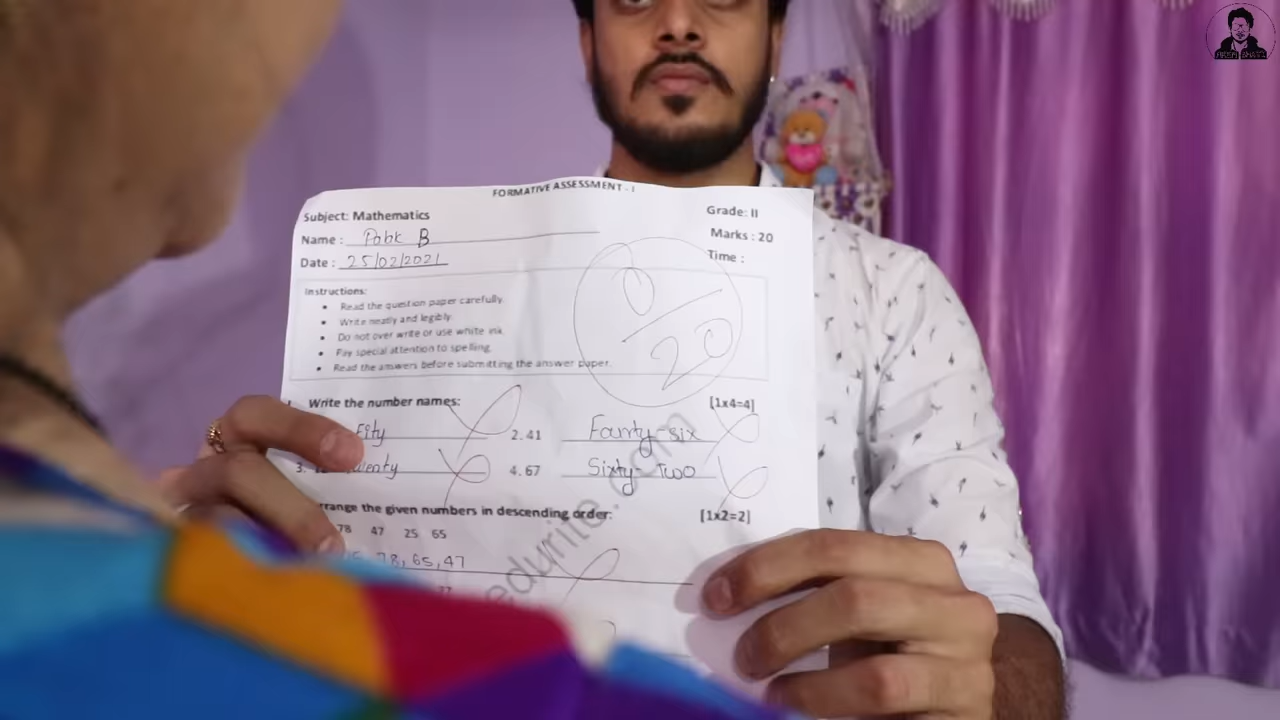 FORMATIVE ASSESSMENT - I
Subject: Mathematics
Grade: II
Name : Pabk B
Marks : 20
Date : 25/02/2021
Time :
0/20
Instructions:
• Read the question paper carefully.
• Write neatly and legibly.
• Do not over write or use white ink.
• Pay special attention to spelling.
• Read the answers before submitting the answer paper.
Write the number names: [1x4=4]
Fity 2. 41 Fourty-six
3. Twenty 4. 67 Sixty-Two
rrange the given numbers in descending order: [1x2=2]
78 47 25 65
78, 65, 47
edurite.com